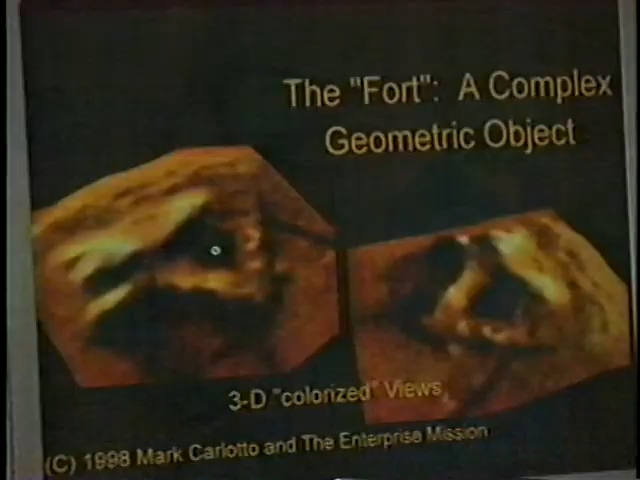 The "Fort": A Complex
Geometric Object
3-D "colorized" Views
(C) 1998 Mark Carlotto and The Enterprise Mission